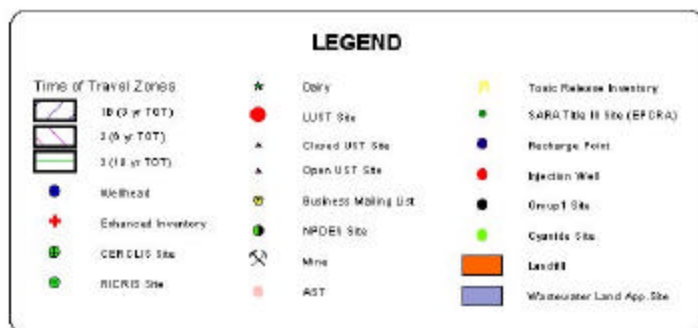 LEGEND
Time of Travel Zones
1B (3 yr TOT)
2 (6 yr TOT)
3 (10 yr TOT)
Wellhead
Enhanced Inventory
CERCLIS Site
RICRIS Site
Dairy
LUST Site
Closed UST Site
Open UST Site
Business Mailing List
NPDES Site
Mine
AST
Toxic Release Inventory
SARA Title III Site (EPCRA)
Recharge Point
Injection Well
Group1 Site
Cyanide Site
Landfill
Wastewater Land App. Site